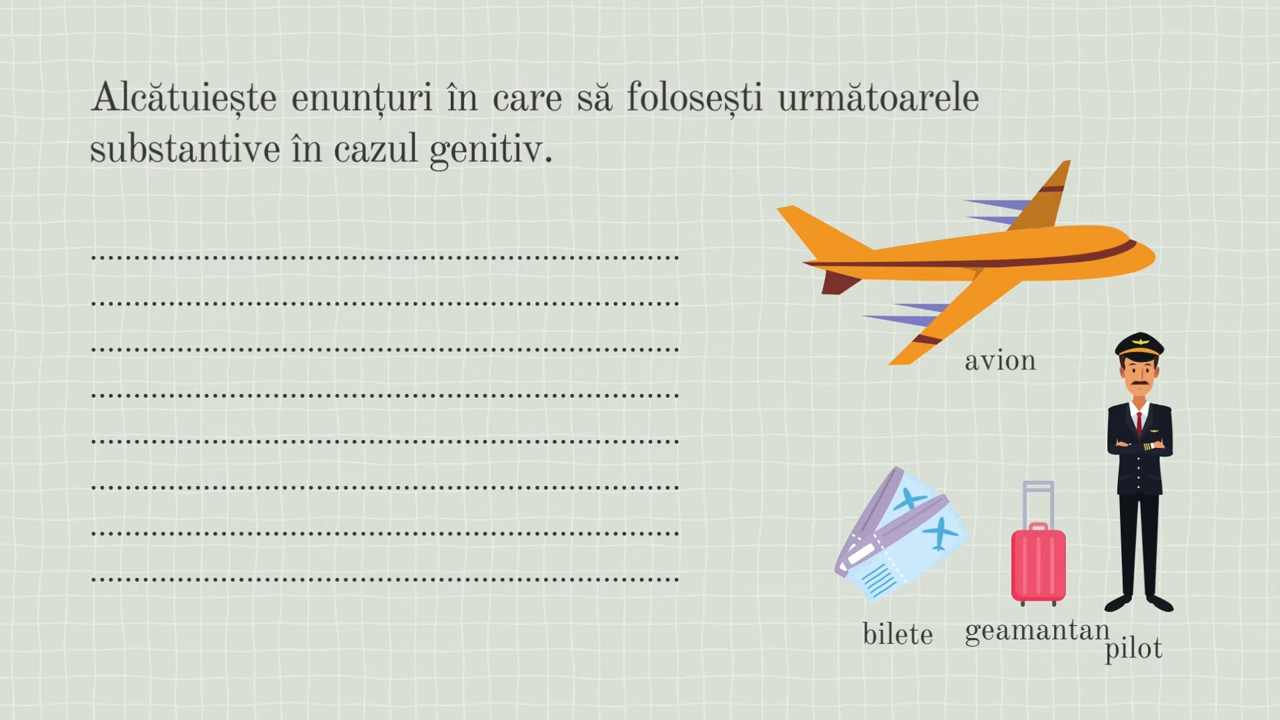 Alcătuiește enunțuri în care să folosești următoarele
substantive în cazul genitiv.
avion
bilete
geamantan
pilot